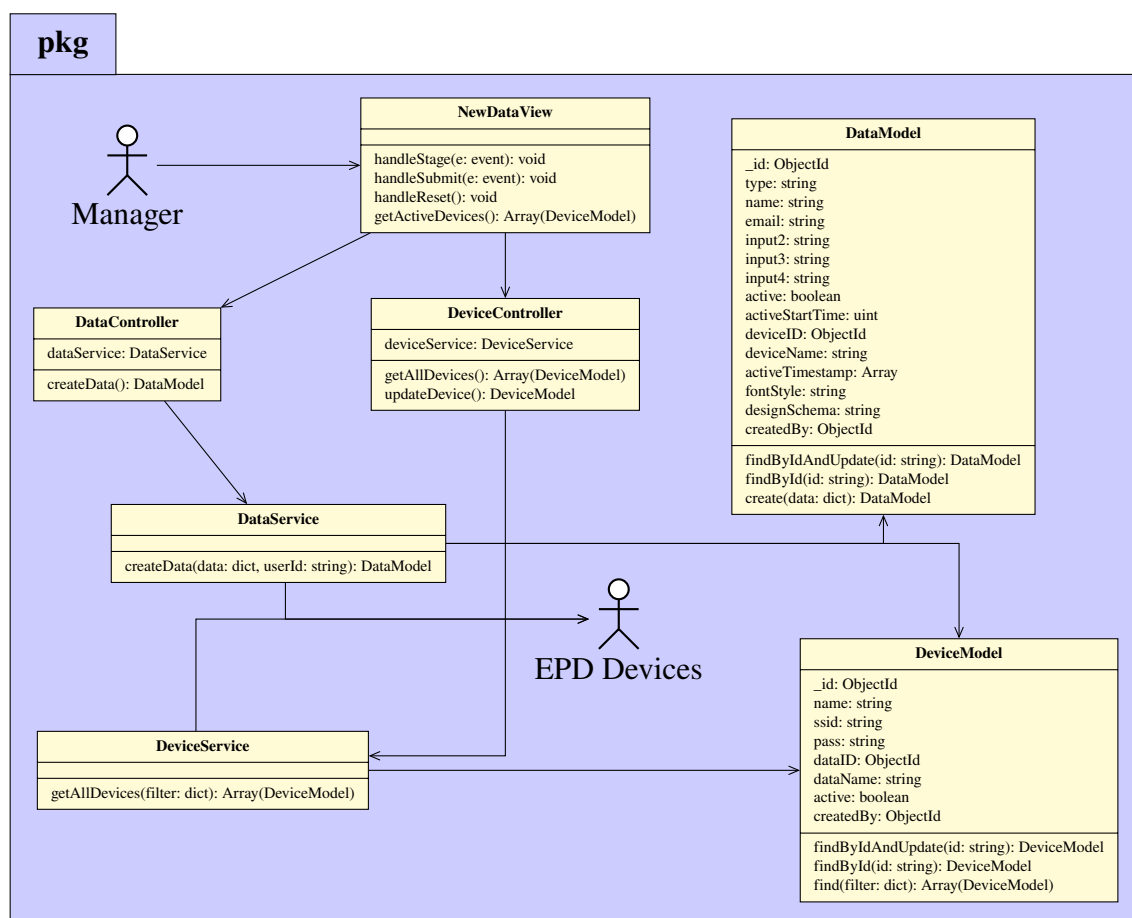 pkg
NewDataView
handleStage(e: event): void
handleSubmit(e: event): void
handleReset(): void
getActiveDevices(): Array(DeviceModel)
Manager
DataModel
_id: ObjectId
type: string
name: string
email: string
input2: string
input3: string
input4: string
active: boolean
activeStartTime: uint
deviceID: ObjectId
deviceName: string
activeTimestamp: Array
fontStyle: string
designSchema: string
createdBy: ObjectId
findByIdAndUpdate(id: string): DataModel
findById(id: string): DataModel
create(data: dict): DataModel
DataController
dataService: DataService
createData(): DataModel
DeviceController
deviceService: DeviceService
getAllDevices(): Array(DeviceModel)
updateDevice(): DeviceModel
DataService
createData(data: dict, userId: string): DataModel
EPD Devices
DeviceService
getAllDevices(filter: dict): Array(DeviceModel)
DeviceModel
_id: ObjectId
name: string
ssid: string
pass: string
dataID: ObjectId
dataName: string
active: boolean
createdBy: ObjectId
findByIdAndUpdate(id: string): DeviceModel
findById(id: string): DeviceModel
find(filter: dict): Array(DeviceModel)